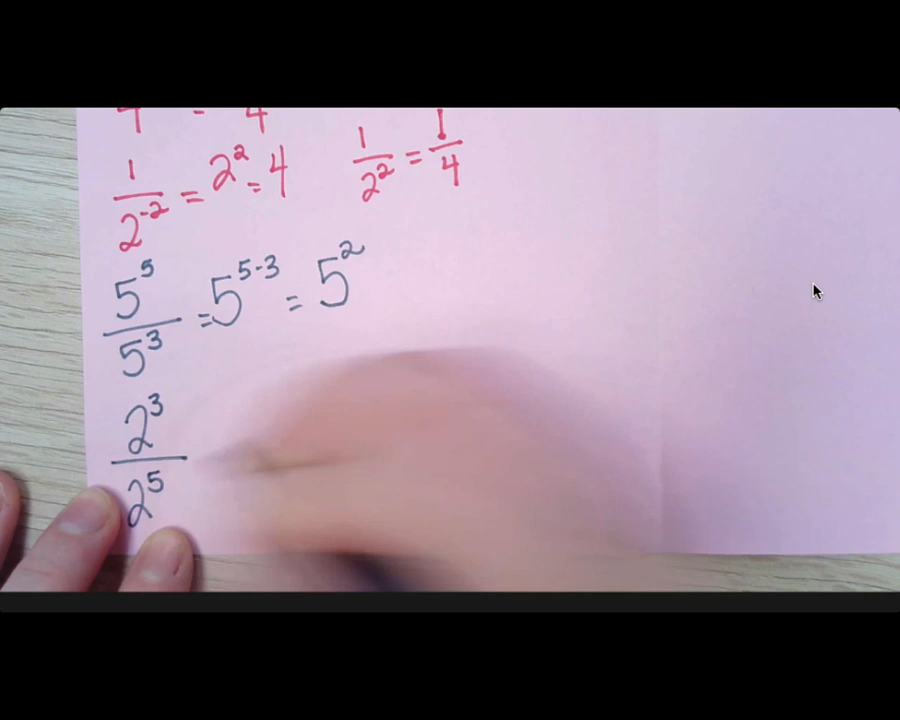 1/2^-2 = 2^2 = 4    1/2^2 = 1/4
5^5/5^3 = 5^5-3 = 5^2
2^3/2^5